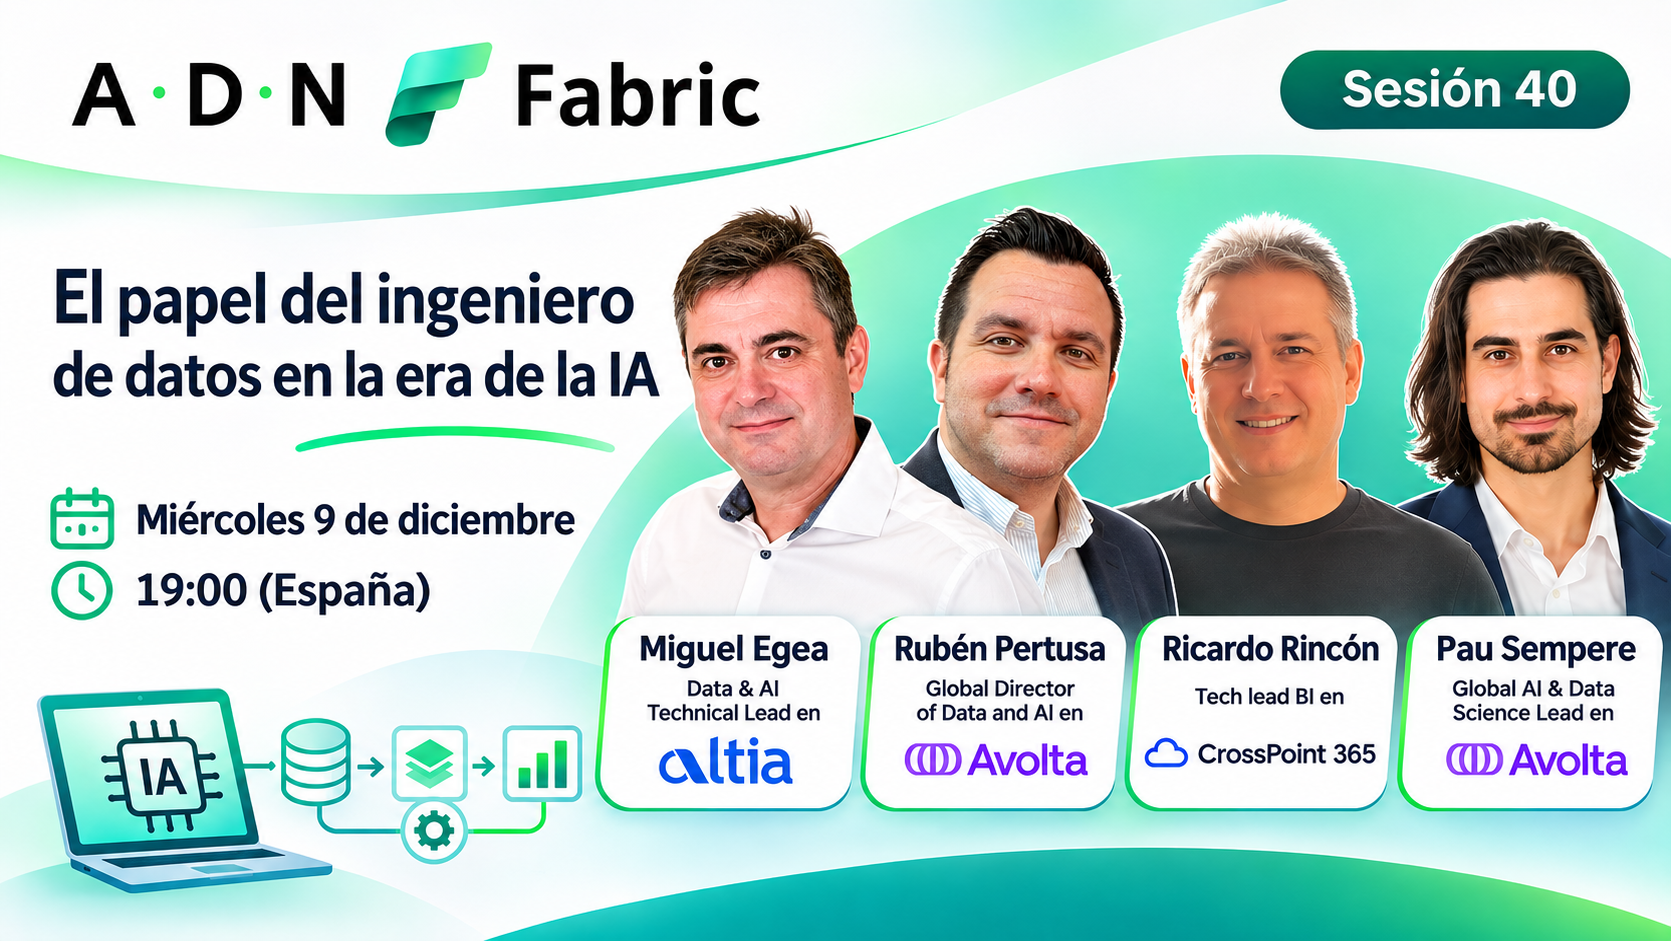 A·D·N Fabric
Sesión 40
El papel del ingeniero
de datos en la era de la IA
Miércoles 9 de diciembre
19:00 (España)
IA
Miguel Egea
Data & AI
Technical Lead en
altia
Rubén Pertusa
Global Director
of Data and AI en
Avolta
Ricardo Rincón
Tech lead BI en
CrossPoint 365
Pau Sempere
Global AI & Data
Science Lead en
Avolta